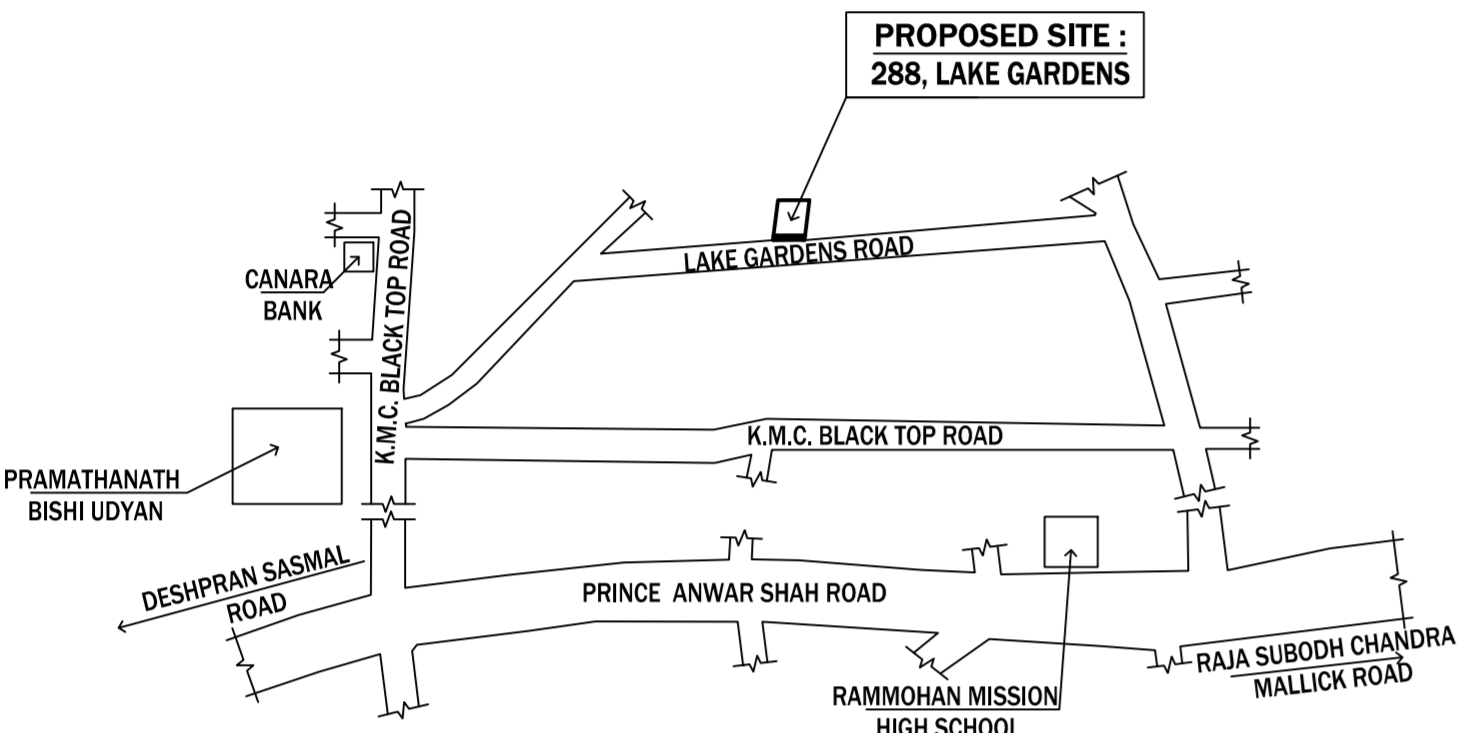 PROPOSED SITE :
288, LAKE GARDENS
K.M.C. BLACK TOP ROAD
LAKE GARDENS ROAD
CANARA
BANK
K.M.C. BLACK TOP ROAD
PRAMATHANATH
BISHI UDYAN
DESHPRAN SASMAL
ROAD
PRINCE ANWAR SHAH ROAD
RAJA SUBODH CHANDRA
MALLICK ROAD
RAMMOHAN MISSION
HIGH SCHOOL